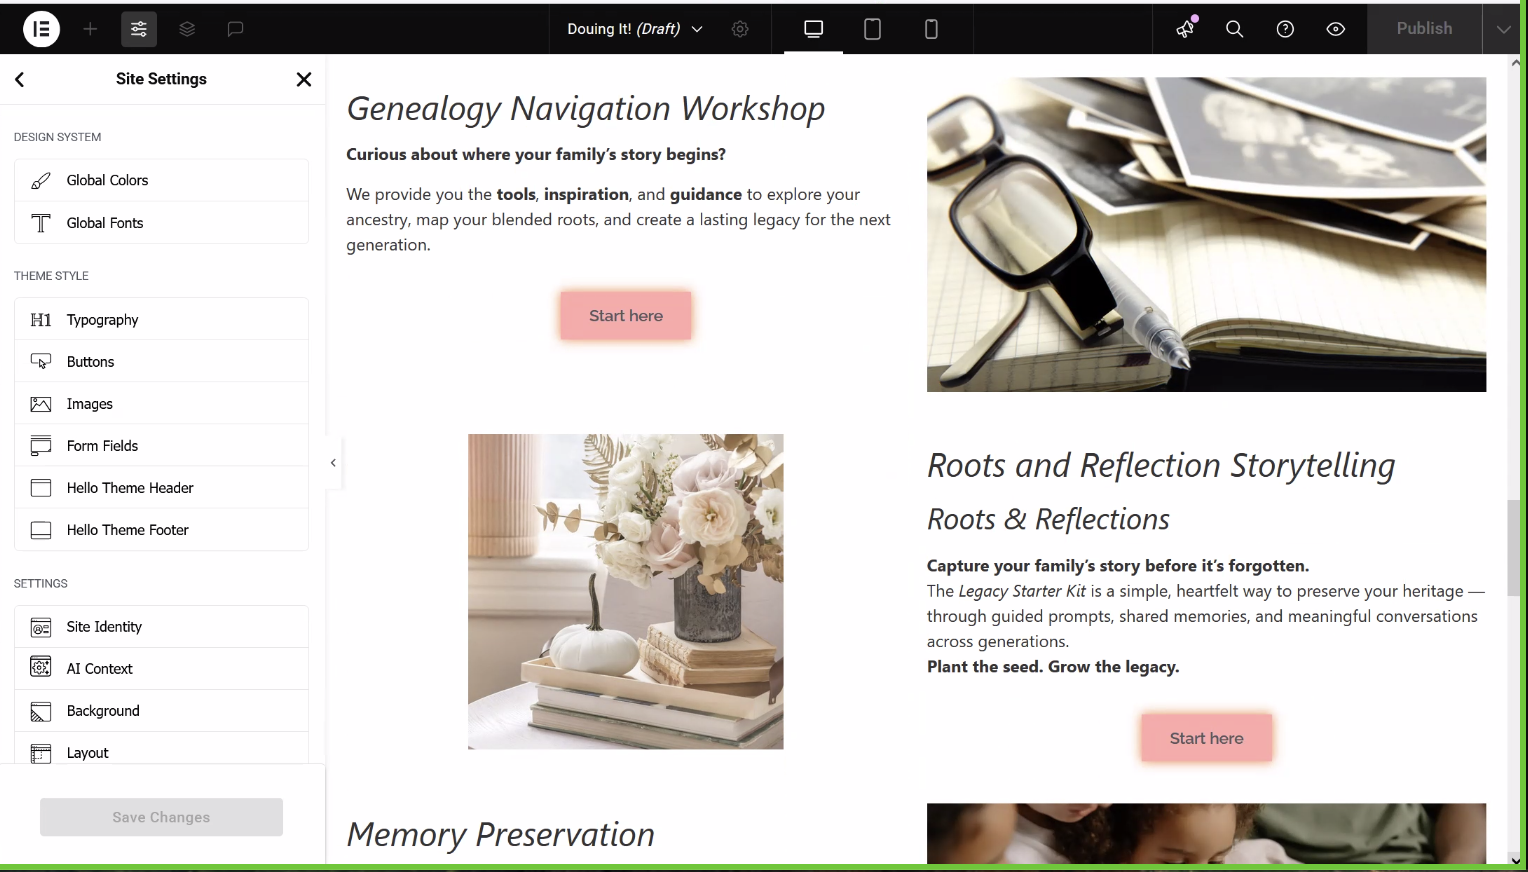 Douing It! (Draft)
Publish
Site Settings
DESIGN SYSTEM
Global Colors
Global Fonts
THEME STYLE
H1 Typography
Buttons
Images
Form Fields
Hello Theme Header
Hello Theme Footer
SETTINGS
Site Identity
AI Context
Background
Layout
Save Changes
Genealogy Navigation Workshop
Curious about where your family’s story begins?
We provide you the tools, inspiration, and guidance to explore your
ancestry, map your blended roots, and create a lasting legacy for the next
generation.
Start here
Roots and Reflection Storytelling
Roots & Reflections
Capture your family’s story before it’s forgotten.
The Legacy Starter Kit is a simple, heartfelt way to preserve your heritage —
through guided prompts, shared memories, and meaningful conversations
across generations.
Plant the seed. Grow the legacy.
Start here
Memory Preservation